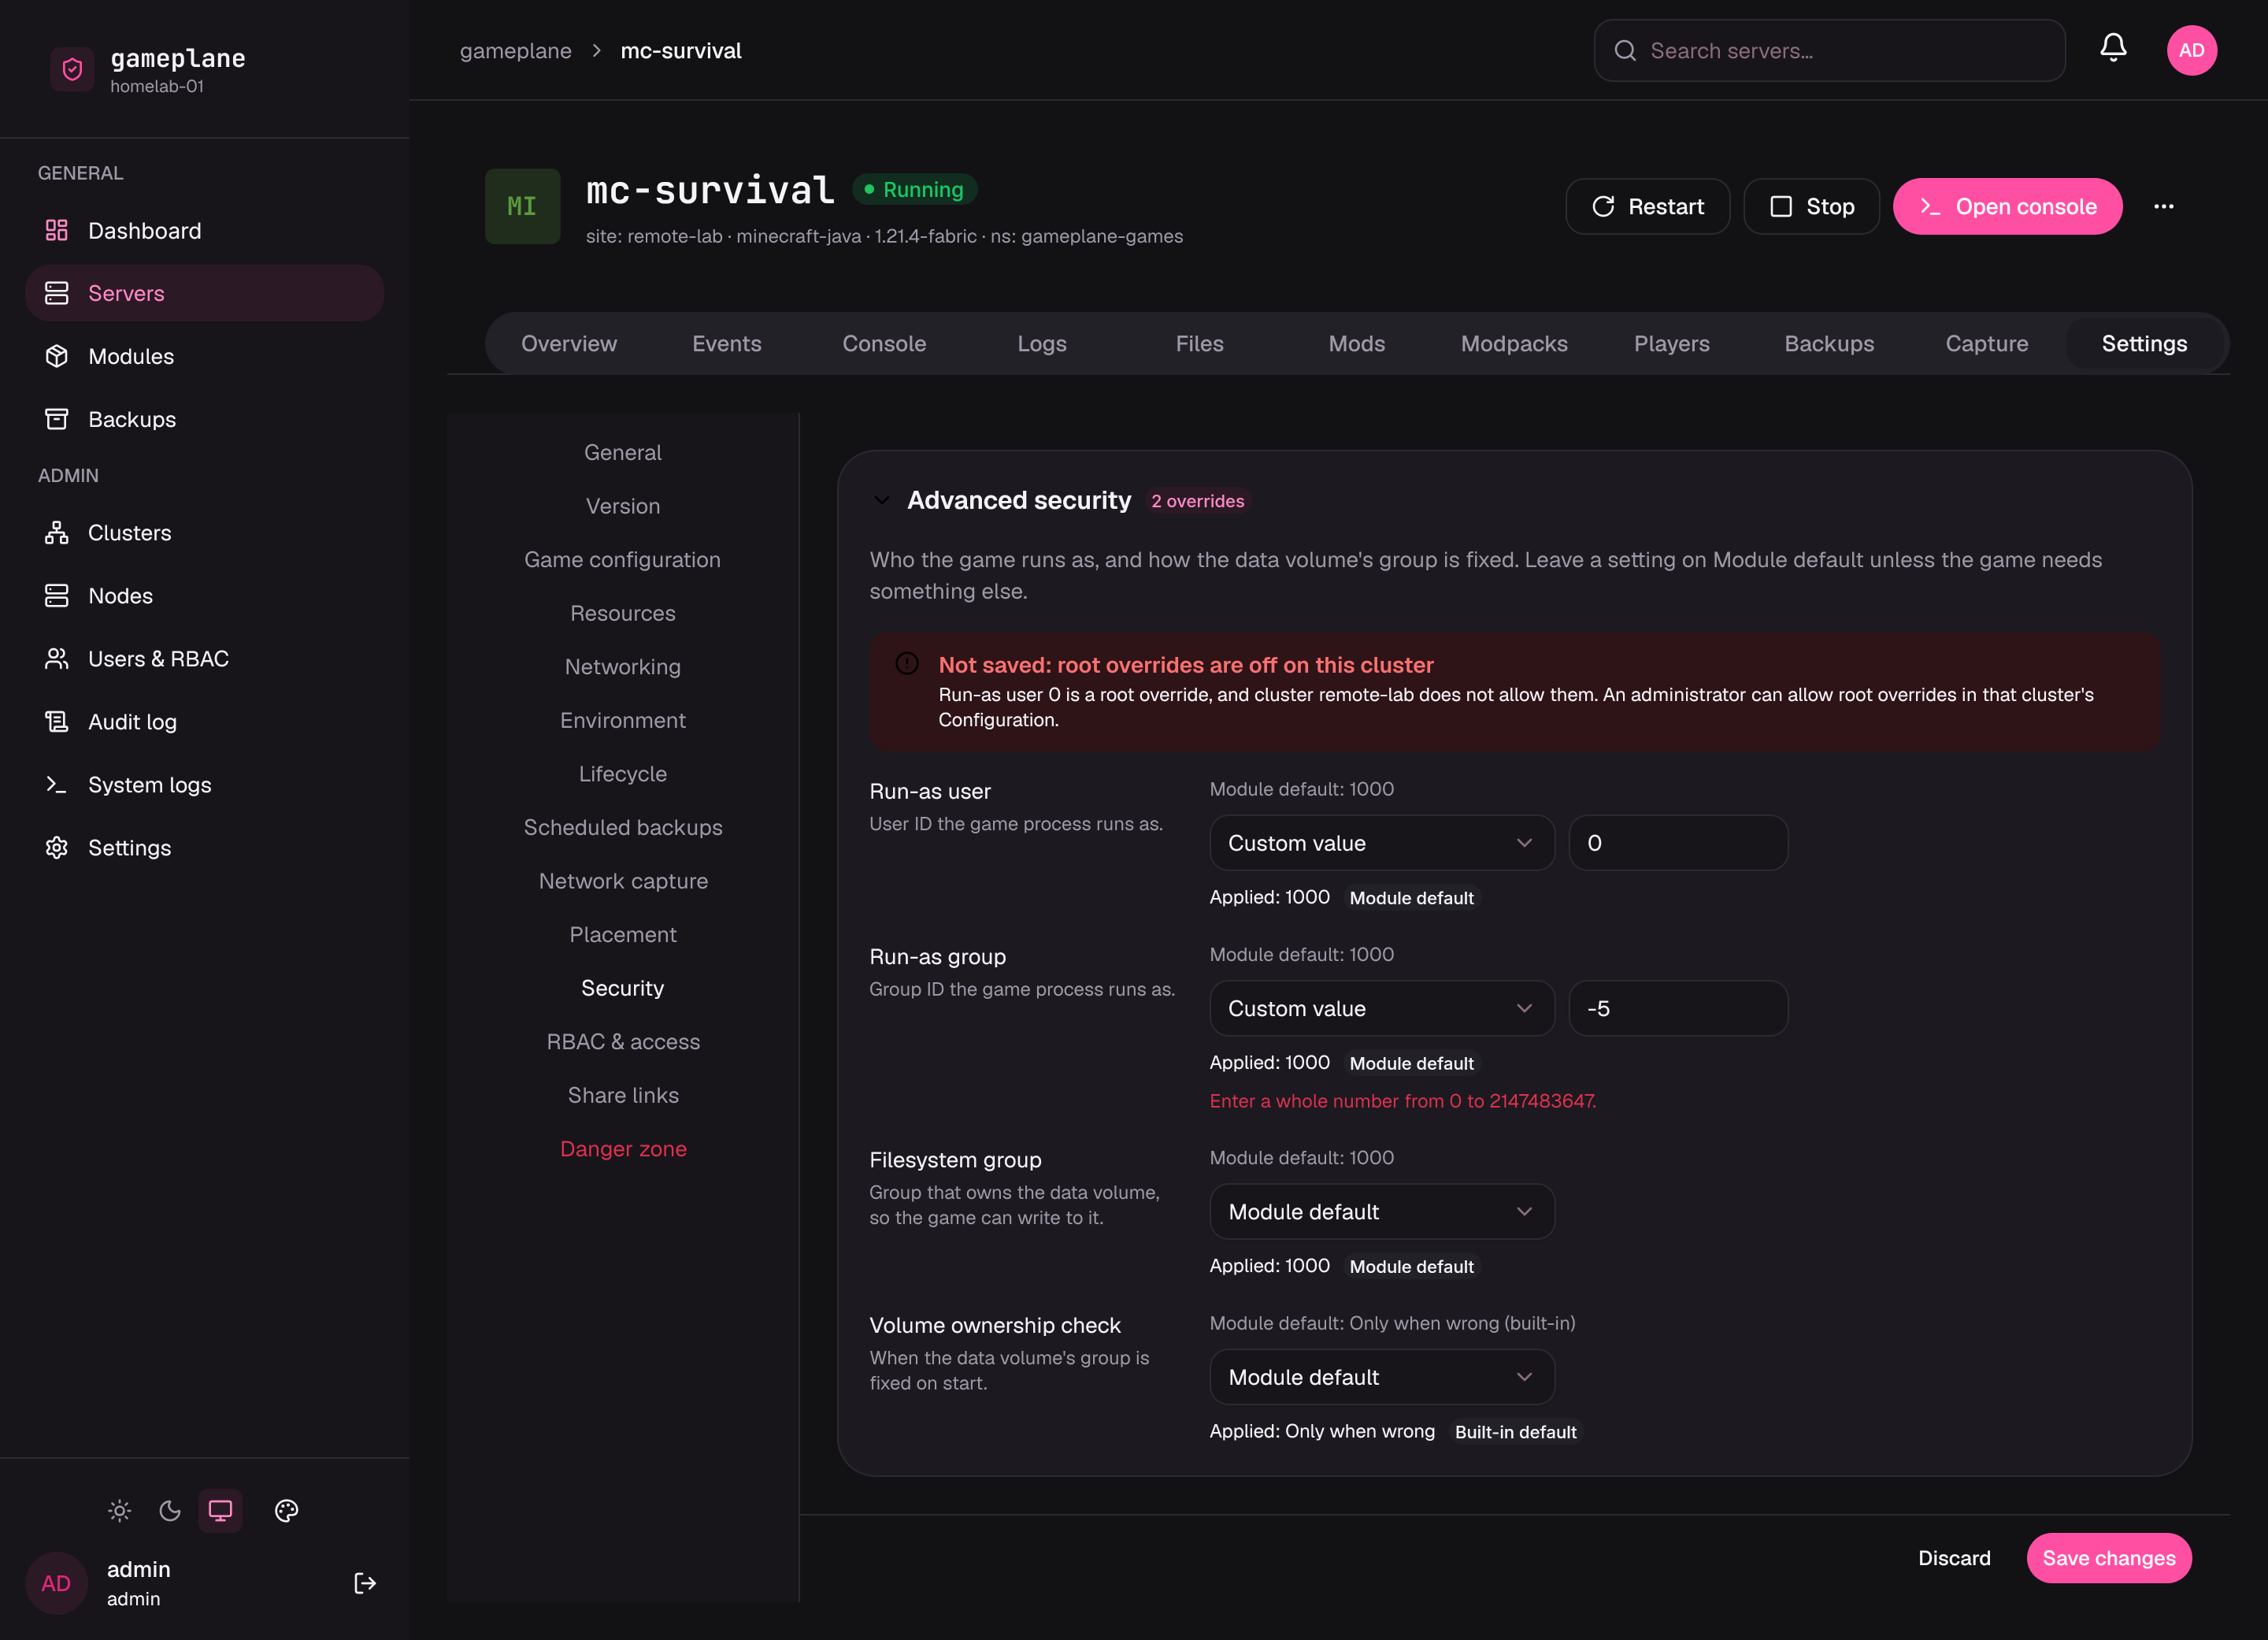 gameplane
homelab-01
GENERAL
Dashboard
Servers
Modules
Backups
ADMIN
Clusters
Nodes
Users & RBAC
Audit log
System logs
Settings
AD
admin
admin
gameplane > mc-survival
Search servers...
AD
MI
mc-survival
Running
site: remote-lab · minecraft-java · 1.21.4-fabric · ns: gameplane-games
Restart
Stop
Open console
Overview
Events
Console
Logs
Files
Mods
Modpacks
Players
Backups
Capture
Settings
General
Version
Game configuration
Resources
Networking
Environment
Lifecycle
Scheduled backups
Network capture
Placement
Security
RBAC & access
Share links
Danger zone
Advanced security
2 overrides
Who the game runs as, and how the data volume's group is fixed. Leave a setting on Module default unless the game needs
something else.
Not saved: root overrides are off on this cluster
Run-as user 0 is a root override, and cluster remote-lab does not allow them. An administrator can allow root overrides in that cluster's
Configuration.
Run-as user
User ID the game process runs as.
Module default: 1000
Custom value
0
Applied: 1000 Module default
Run-as group
Group ID the game process runs as.
Module default: 1000
Custom value
-5
Applied: 1000 Module default
Enter a whole number from 0 to 2147483647.
Filesystem group
Group that owns the data volume,
so the game can write to it.
Module default: 1000
Module default
Applied: 1000 Module default
Volume ownership check
When the data volume's group is
fixed on start.
Module default: Only when wrong (built-in)
Module default
Applied: Only when wrong Built-in default
Discard
Save changes